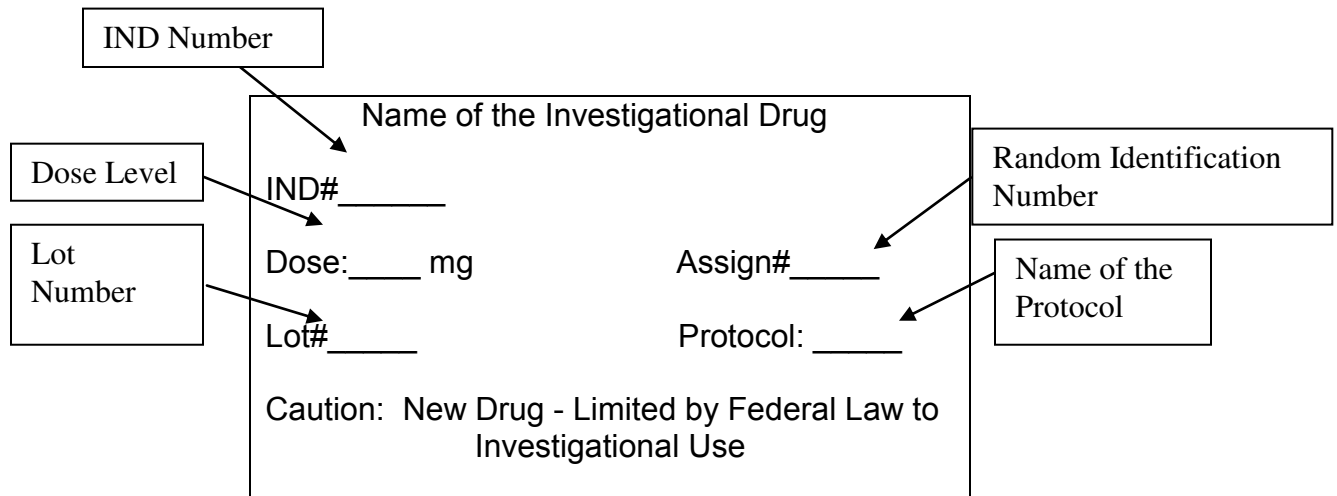 IND Number
Name of the Investigational Drug
Dose Level
IND#______
Random Identification
Number
Lot
Number
Dose:____ mg
Assign#_____
Name of the
Protocol
Lot#_____
Protocol: _____
Caution:  New Drug - Limited by Federal Law to
Investigational Use